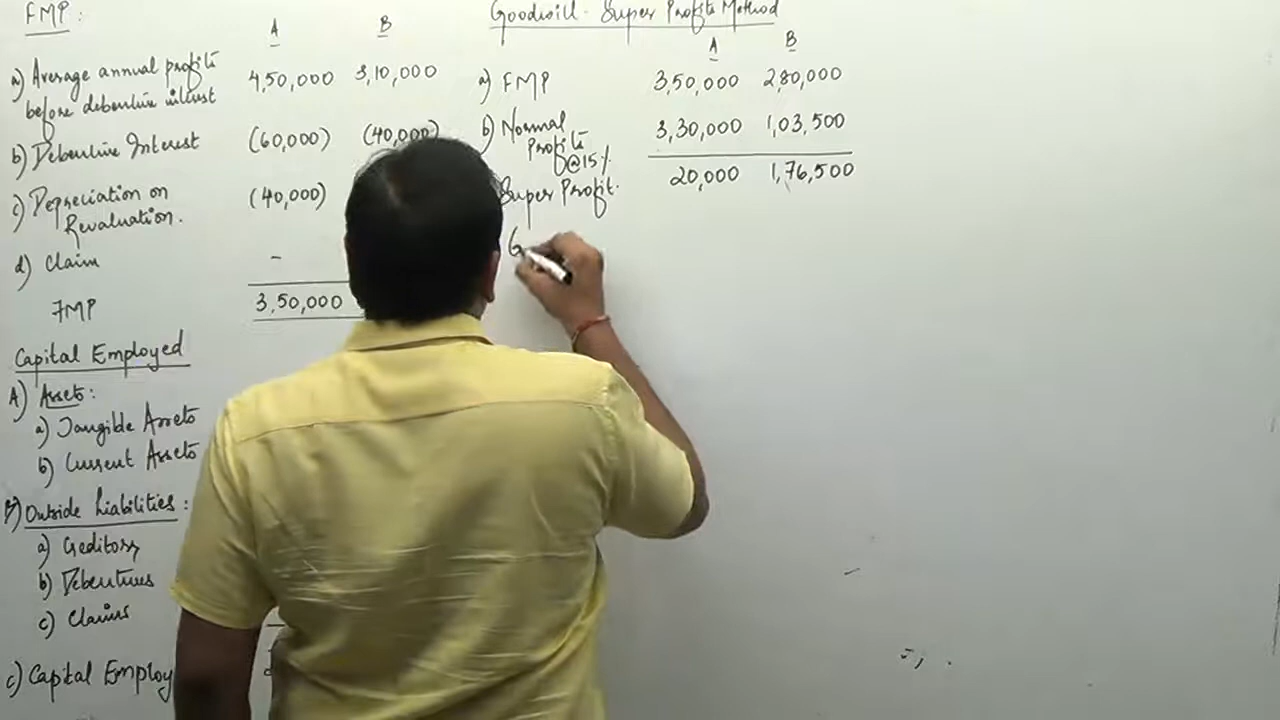 FMP:
A B
a) Average annual profits
before debenture interest 4,50,000 3,10,000
b) Debenture Interest (60,000) (40,000)
c) Depreciation on
Revaluation. (40,000)
d) Claim -
FMP 3,50,000
Capital Employed
A) Assets:
a) Tangible Assets
b) Current Assets
B) Outside Liabilities:
a) Creditors
b) Debentures
c) Claims
c) Capital Employ
Goodwill - Super Profits Method
A B
a) FMP 3,50,000 2,80,000
b) Normal
Profits
@15% 3,30,000 1,03,500
Super Profit. 20,000 1,76,500
G